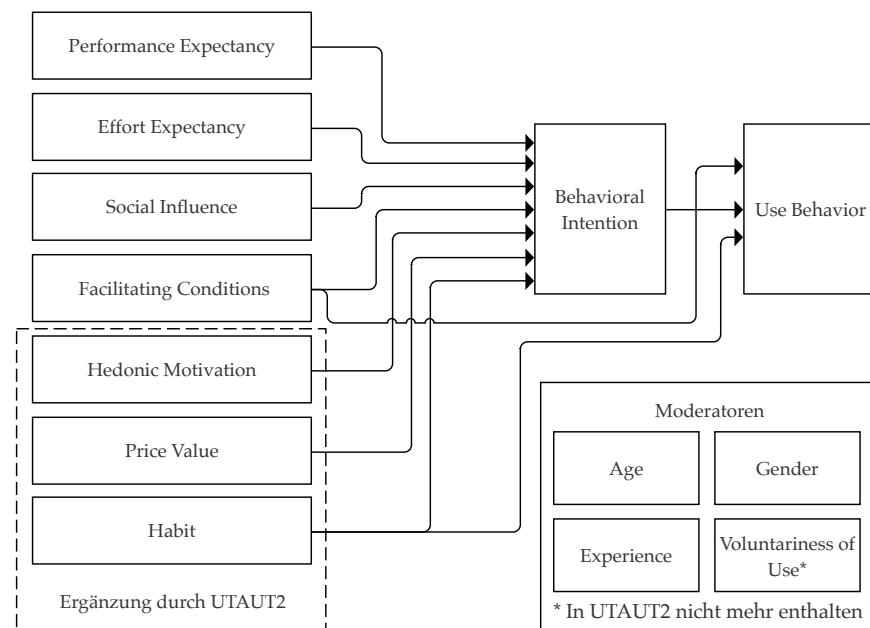 Performance Expectancy
Effort Expectancy
Social Influence
Facilitating Conditions
Hedonic Motivation
Price Value
Habit
Ergänzung durch UTAUT2
Behavioral
Intention
Use Behavior
Moderatoren
Age
Gender
Experience
Voluntariness of
Use*
* In UTAUT2 nicht mehr enthalten